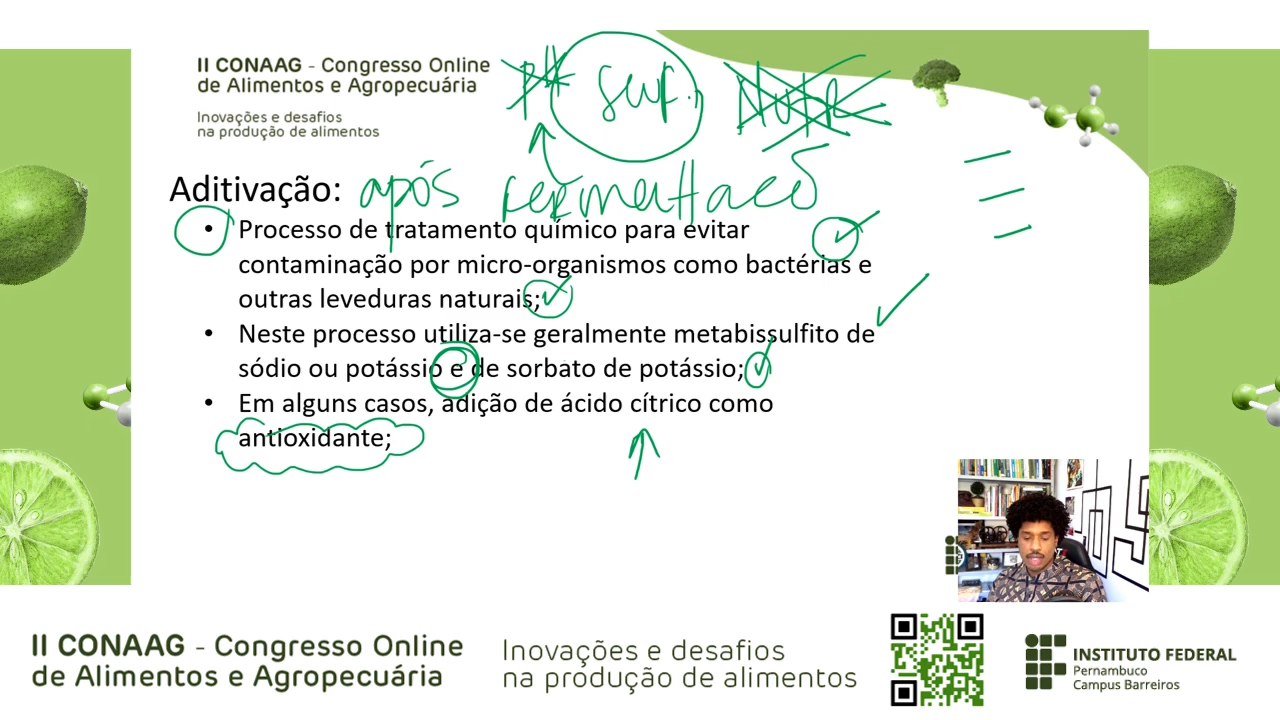 II CONAAG - Congresso Online
de Alimentos e Agropecuária
Inovações e desafios
na produção de alimentos
PH
Aditivação: após
• Processo de tratamento químico para evitar
contaminação por micro-organismos como bactérias e
outras leveduras naturais;
• Neste processo utiliza-se geralmente metabissulfito de
sódio ou potássio e de sorbato de potássio;
• Em alguns casos, adição de ácido cítrico como
antioxidante;
II CONAAG - Congresso Online
de Alimentos e Agropecuária
Inovações e desafios
na produção de alimentos
INSTITUTO FEDERAL
Pernambuco
Campus Barreiros